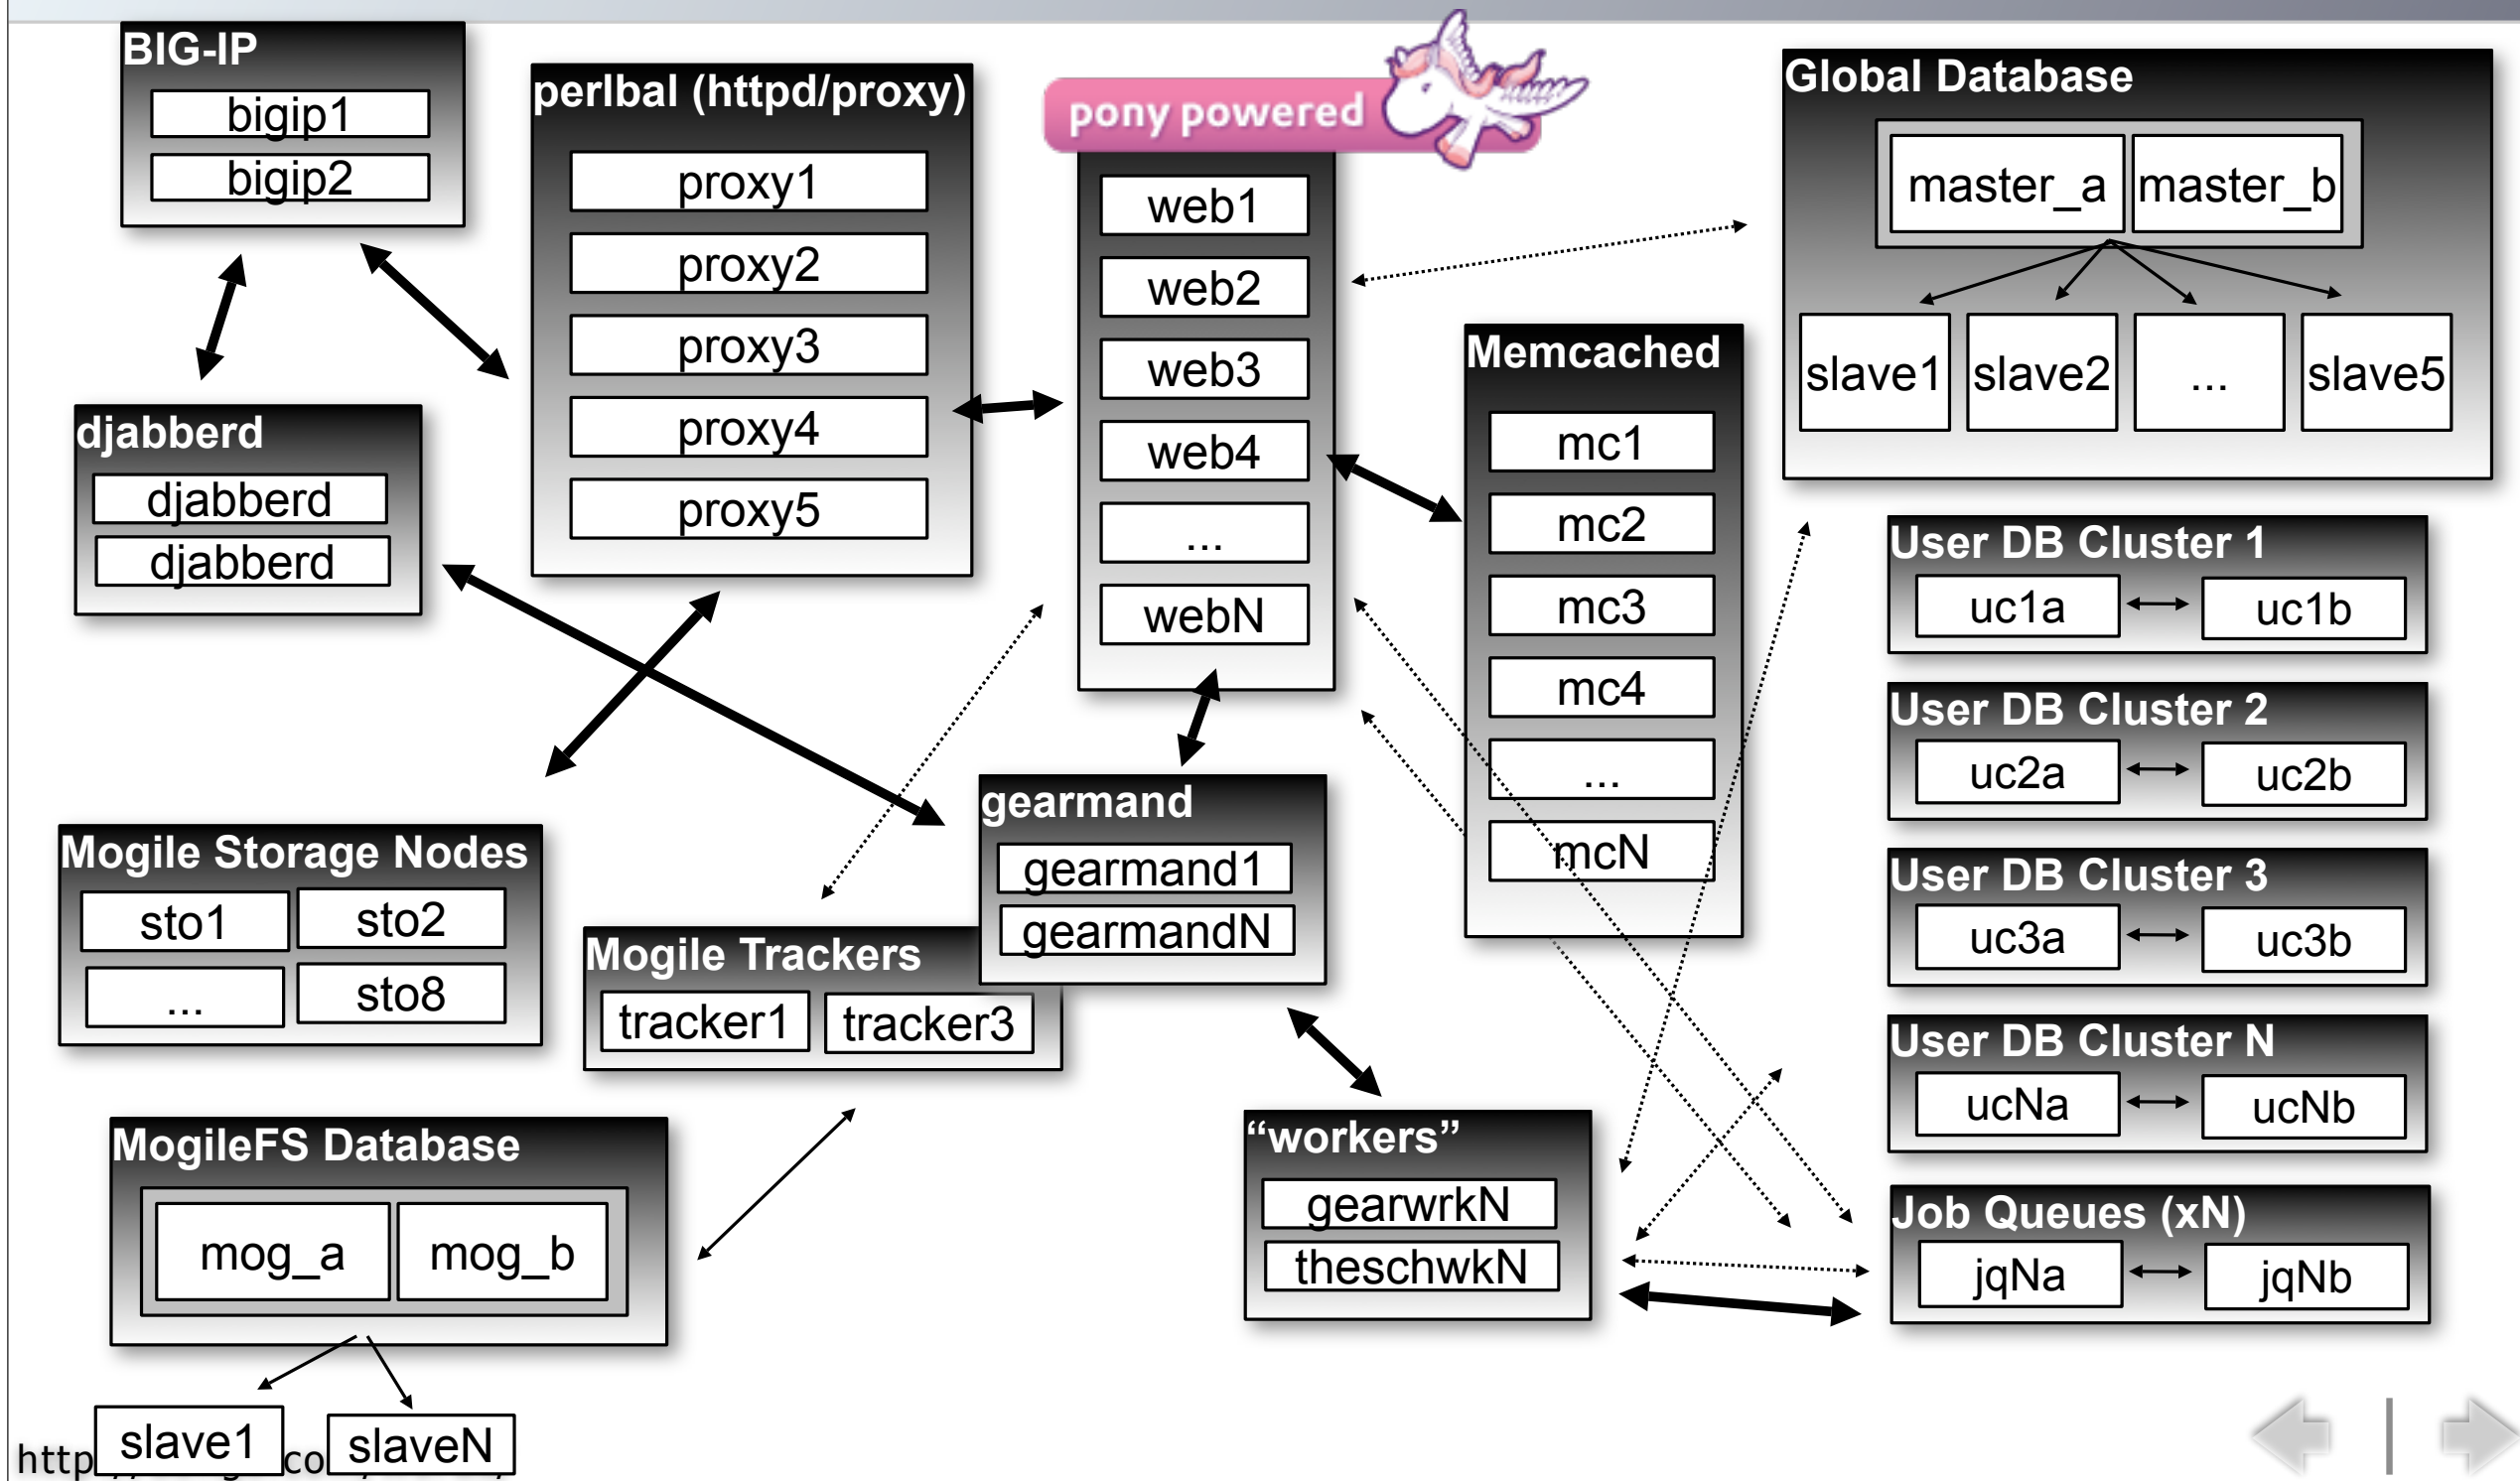 BIG-IP
bigip1
bigip2
perlbal (httpd/proxy)
proxy1
proxy2
proxy3
proxy4
proxy5
pony powered
web1
web2
web3
web4
...
webN
Global Database
master_a master_b
slave1 slave2 ... slave5
Memcached
mc1
mc2
mc3
mc4
...
mcN
djabberd
djabberd
djabberd
User DB Cluster 1
uc1a uc1b
User DB Cluster 2
uc2a uc2b
User DB Cluster 3
uc3a uc3b
User DB Cluster N
ucNa ucNb
Job Queues (xN)
jqNa jqNb
gearmand
gearmand1
gearmandN
Mogile Storage Nodes
sto1 sto2
... sto8
Mogile Trackers
tracker1 tracker3
MogileFS Database
mog_a mog_b
slave1 slaveN
“workers”
gearwrkN
theschwkN